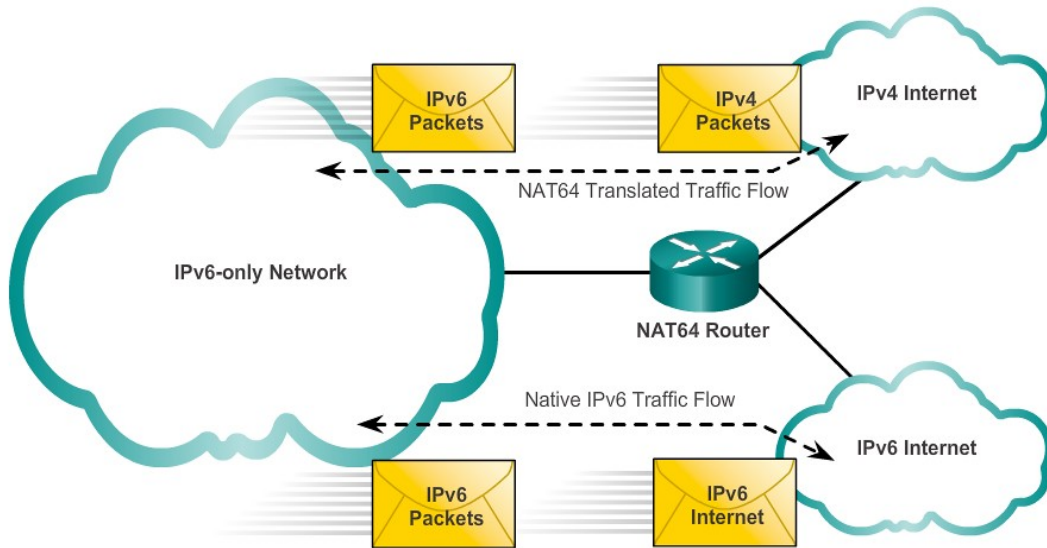 IPv6
Packets
IPv4
Packets
IPv4 Internet
NAT64 Translated Traffic Flow
IPv6-only Network
NAT64 Router
Native IPv6 Traffic Flow
IPv6 Internet
IPv6
Packets
IPv6
Internet